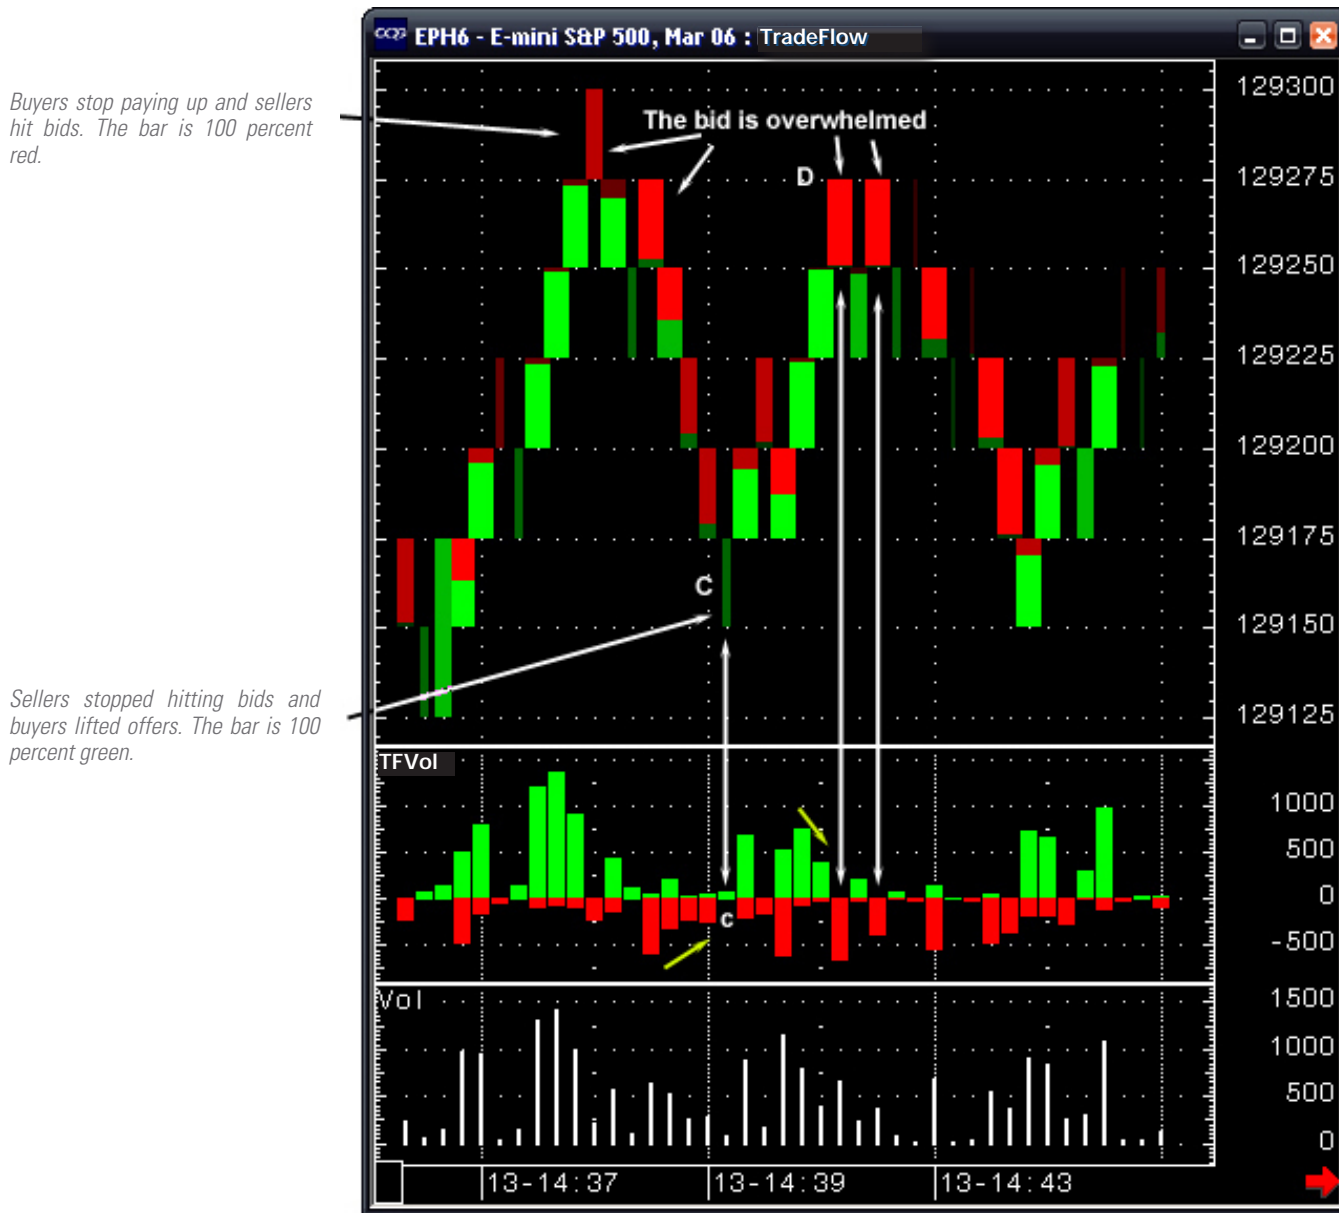 CQG EPH6 - E-mini S&P 500, Mar 06 : TradeFlow
Buyers stop paying up and sellers
hit bids. The bar is 100 percent
red.
The bid is overwhelmed
D
C
129300
129275
129250
129225
129200
129175
129150
129125
Sellers stopped hitting bids and
buyers lifted offers. The bar is 100
percent green.
TFVol
c
1000
500
0
-500
Vol
1500
1000
500
0
13-14:37
13-14:39
13-14:43